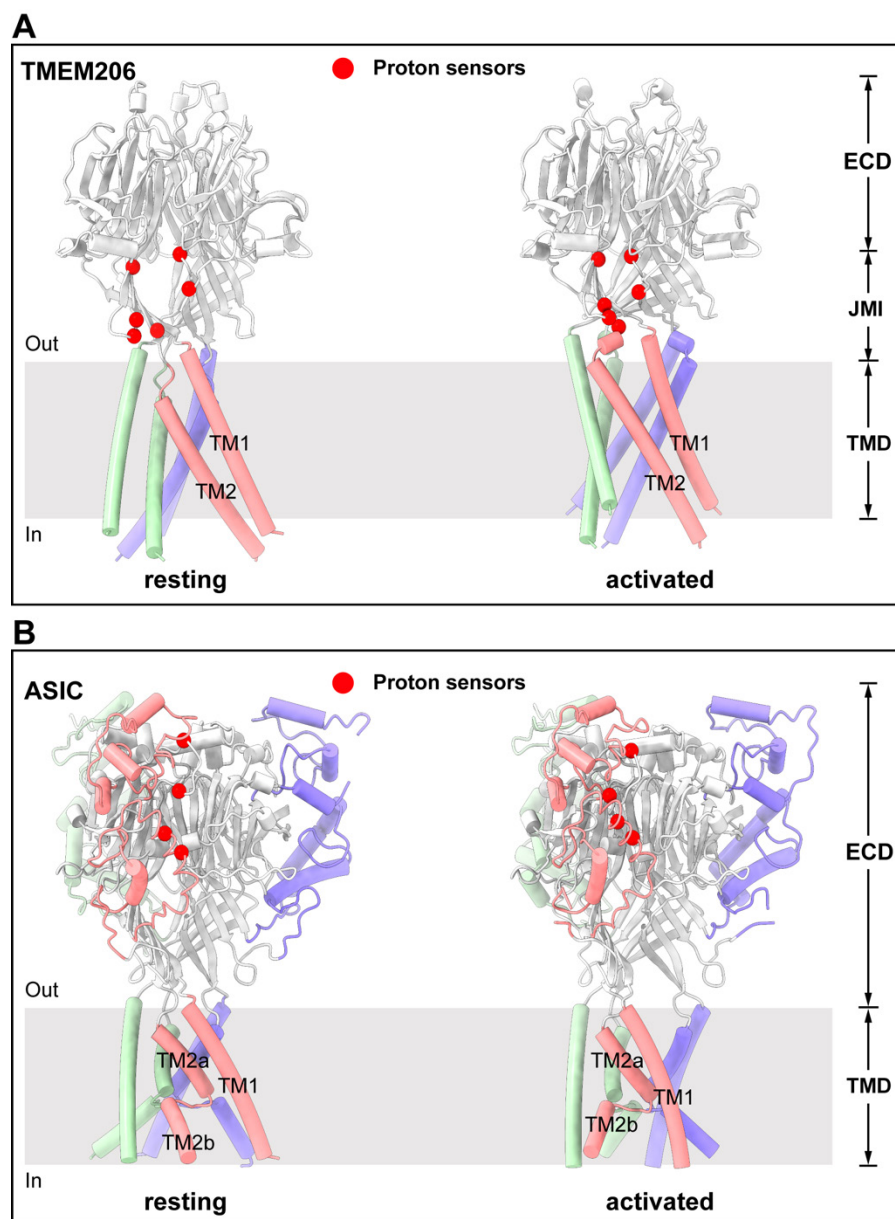 A
TMEM206
Proton sensors
ECD
JMI
Out
TMD
TM1
TM1
TM2
TM2
In
resting
activated
B
ASIC
Proton sensors
ECD
Out
TM2a
TM2a
TM1
TM1
TMD
TM2b
TM2b
In
resting
activated